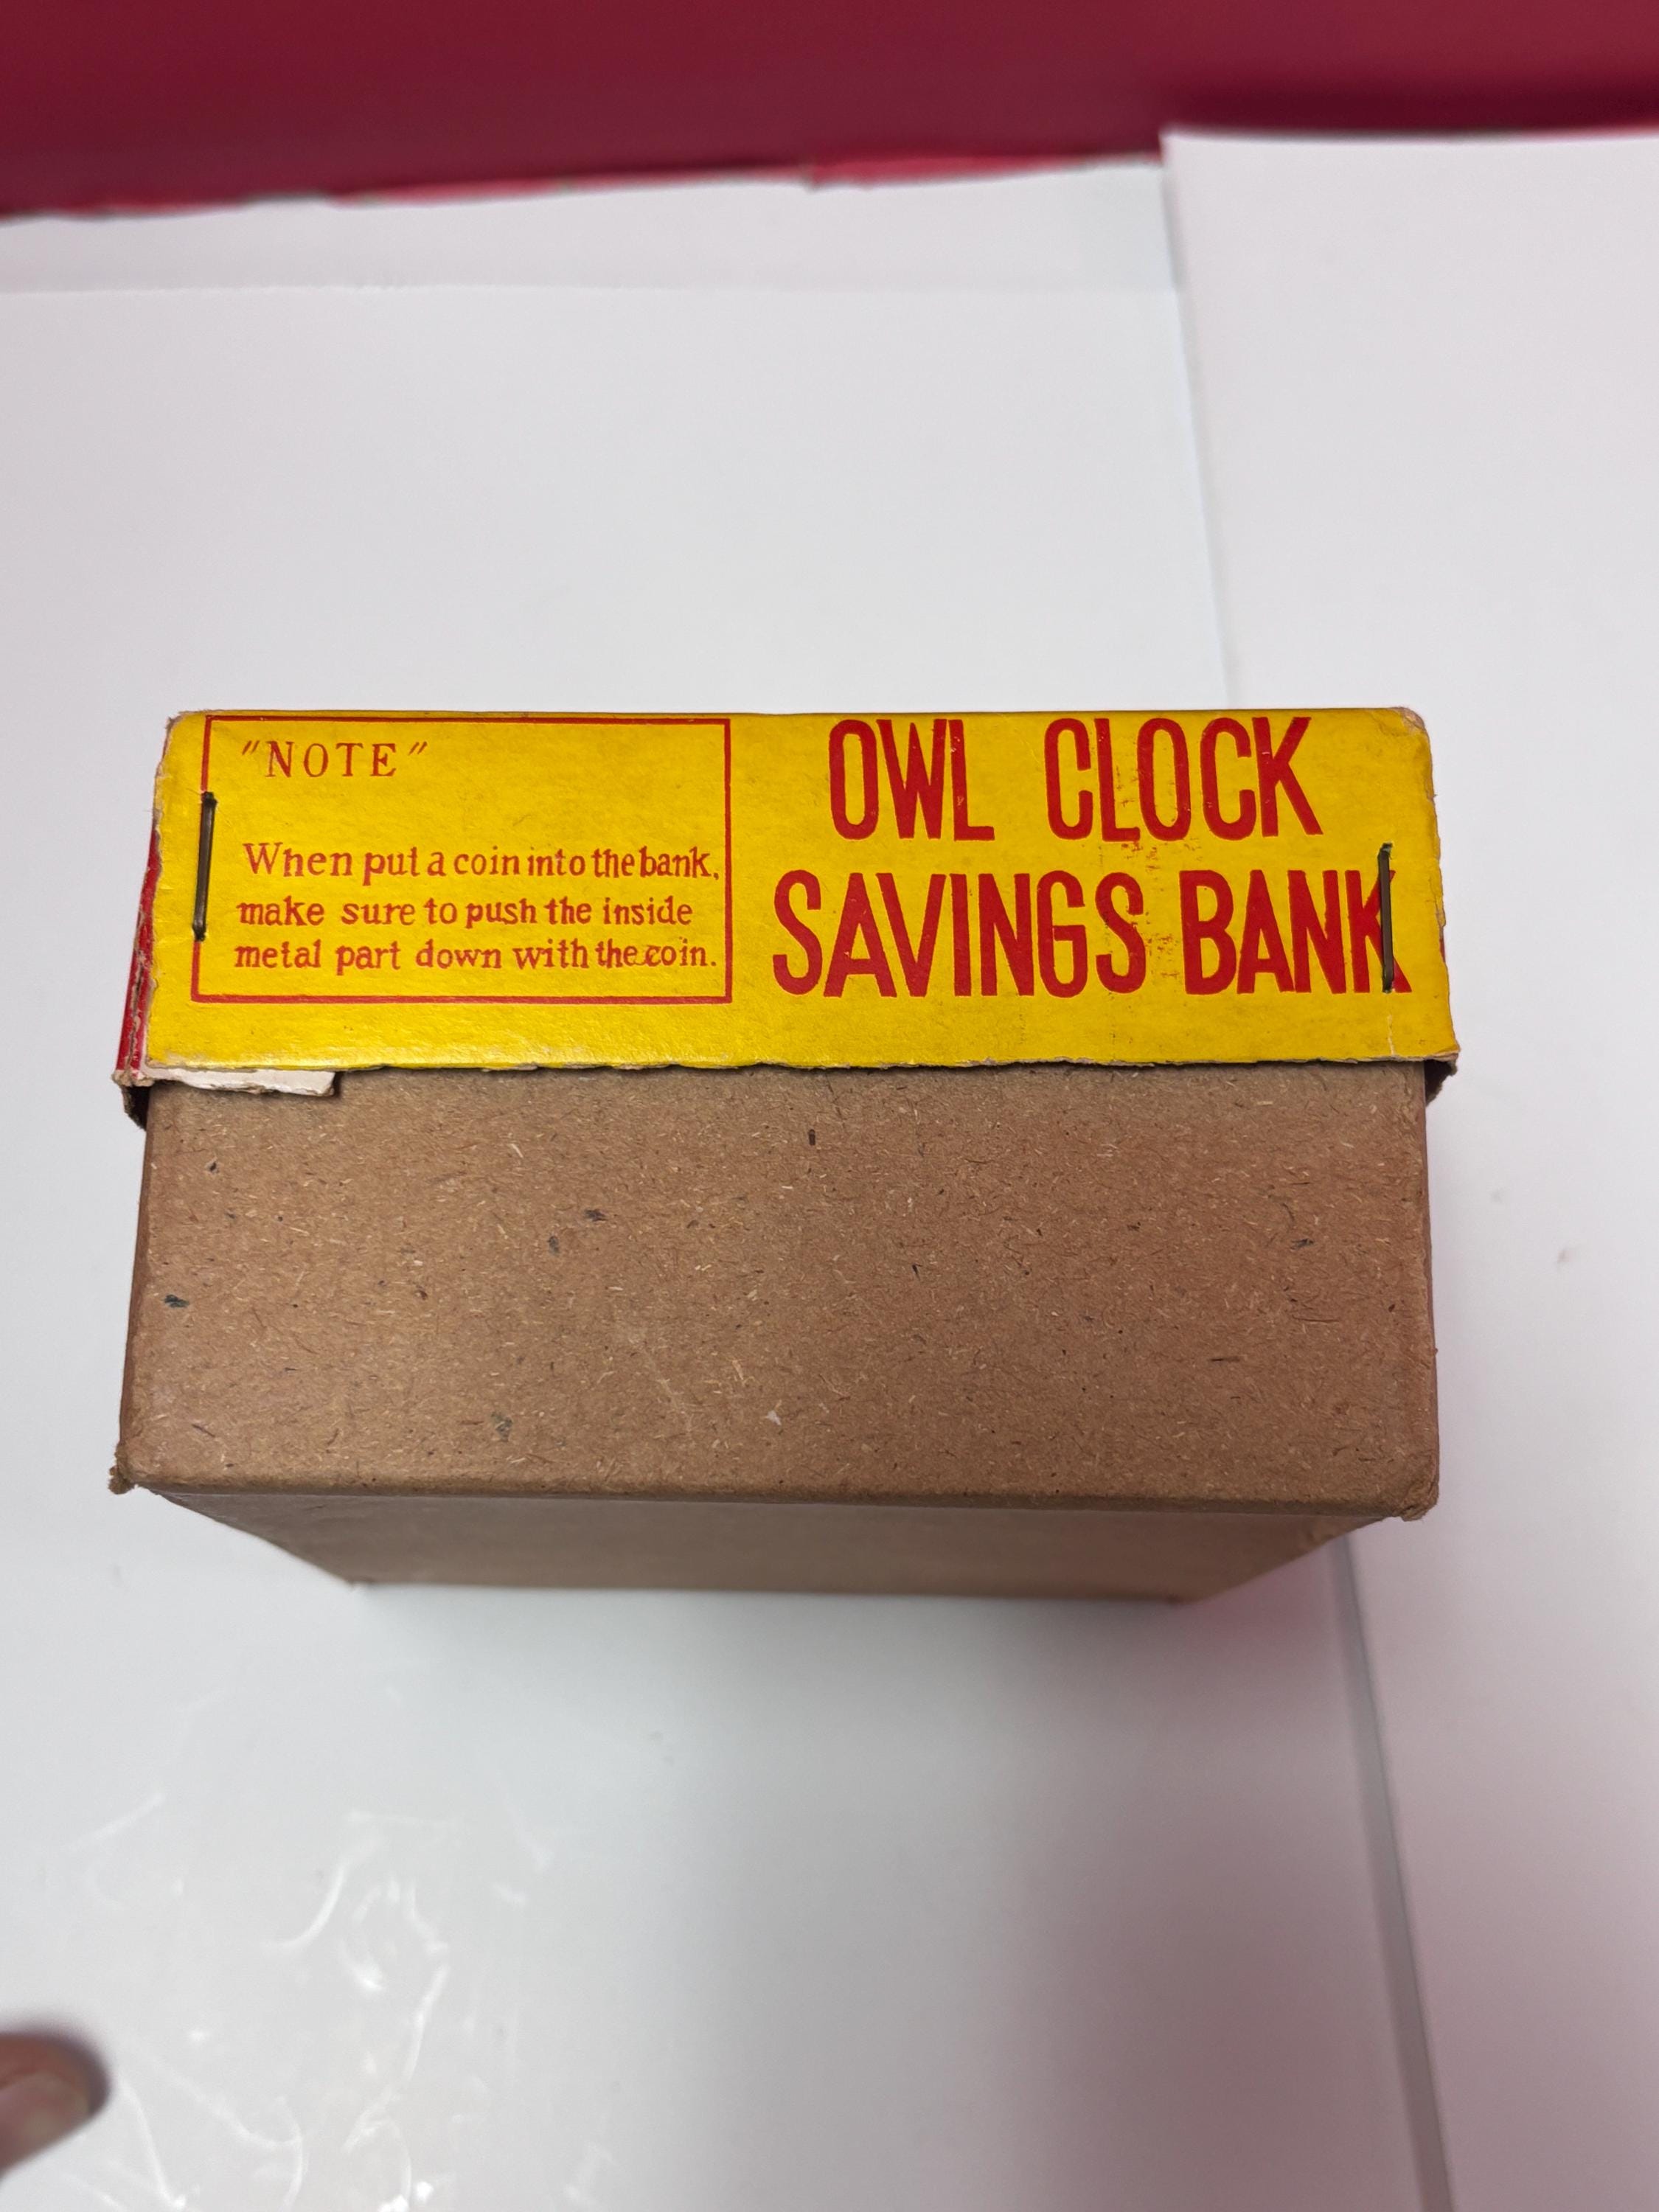 "NOTE"
When put a coin into the bank,
make sure to push the inside
metal part down with the coin.
OWL CLOCK
SAVINGS BANK